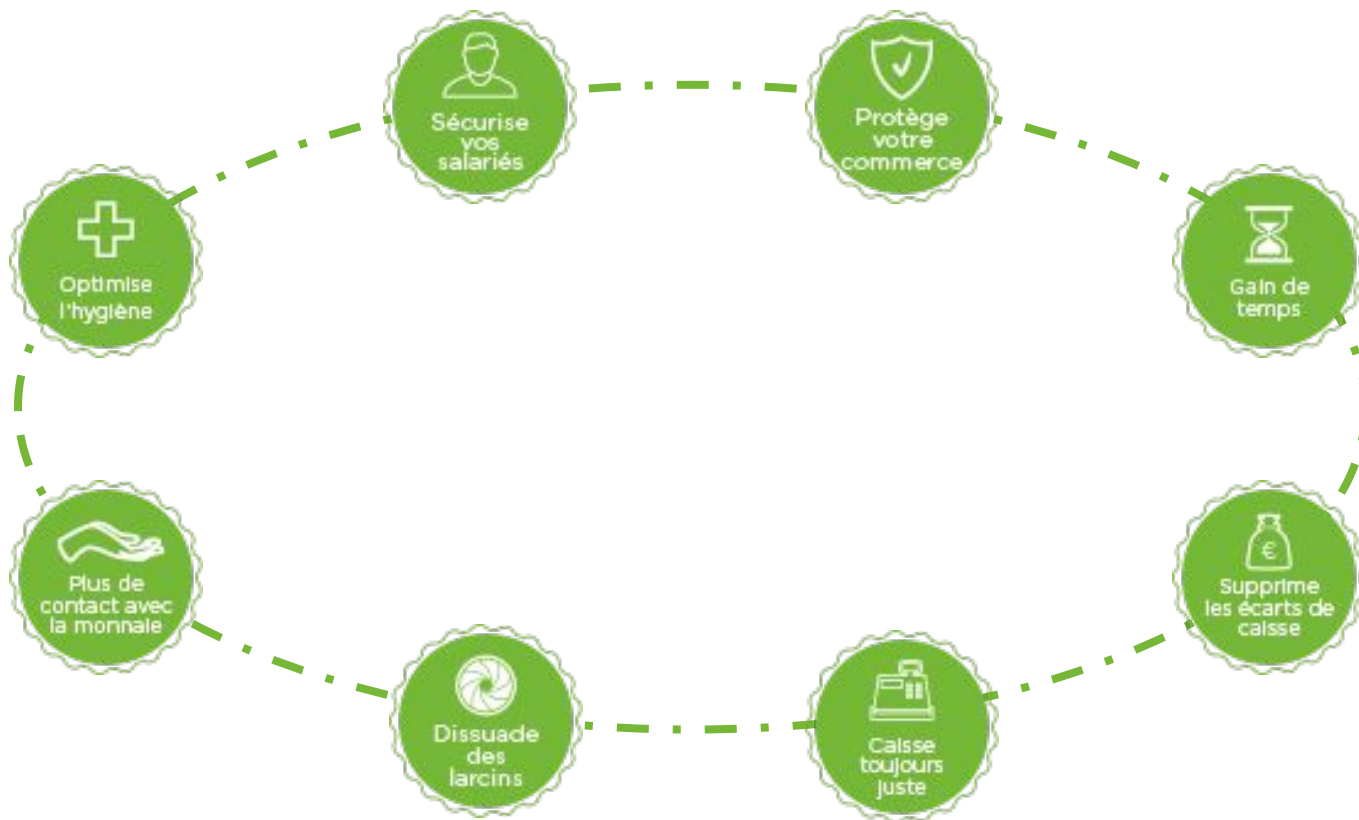 Sécurise
vos
salariés
Protège
votre
commerce
Optimise
l'hygiène
Gain de
temps
Plus de
contact avec
la monnaie
€
Supprime
les écarts de
caisse
Dissuade
des
larcins
Caisse
toujours
juste